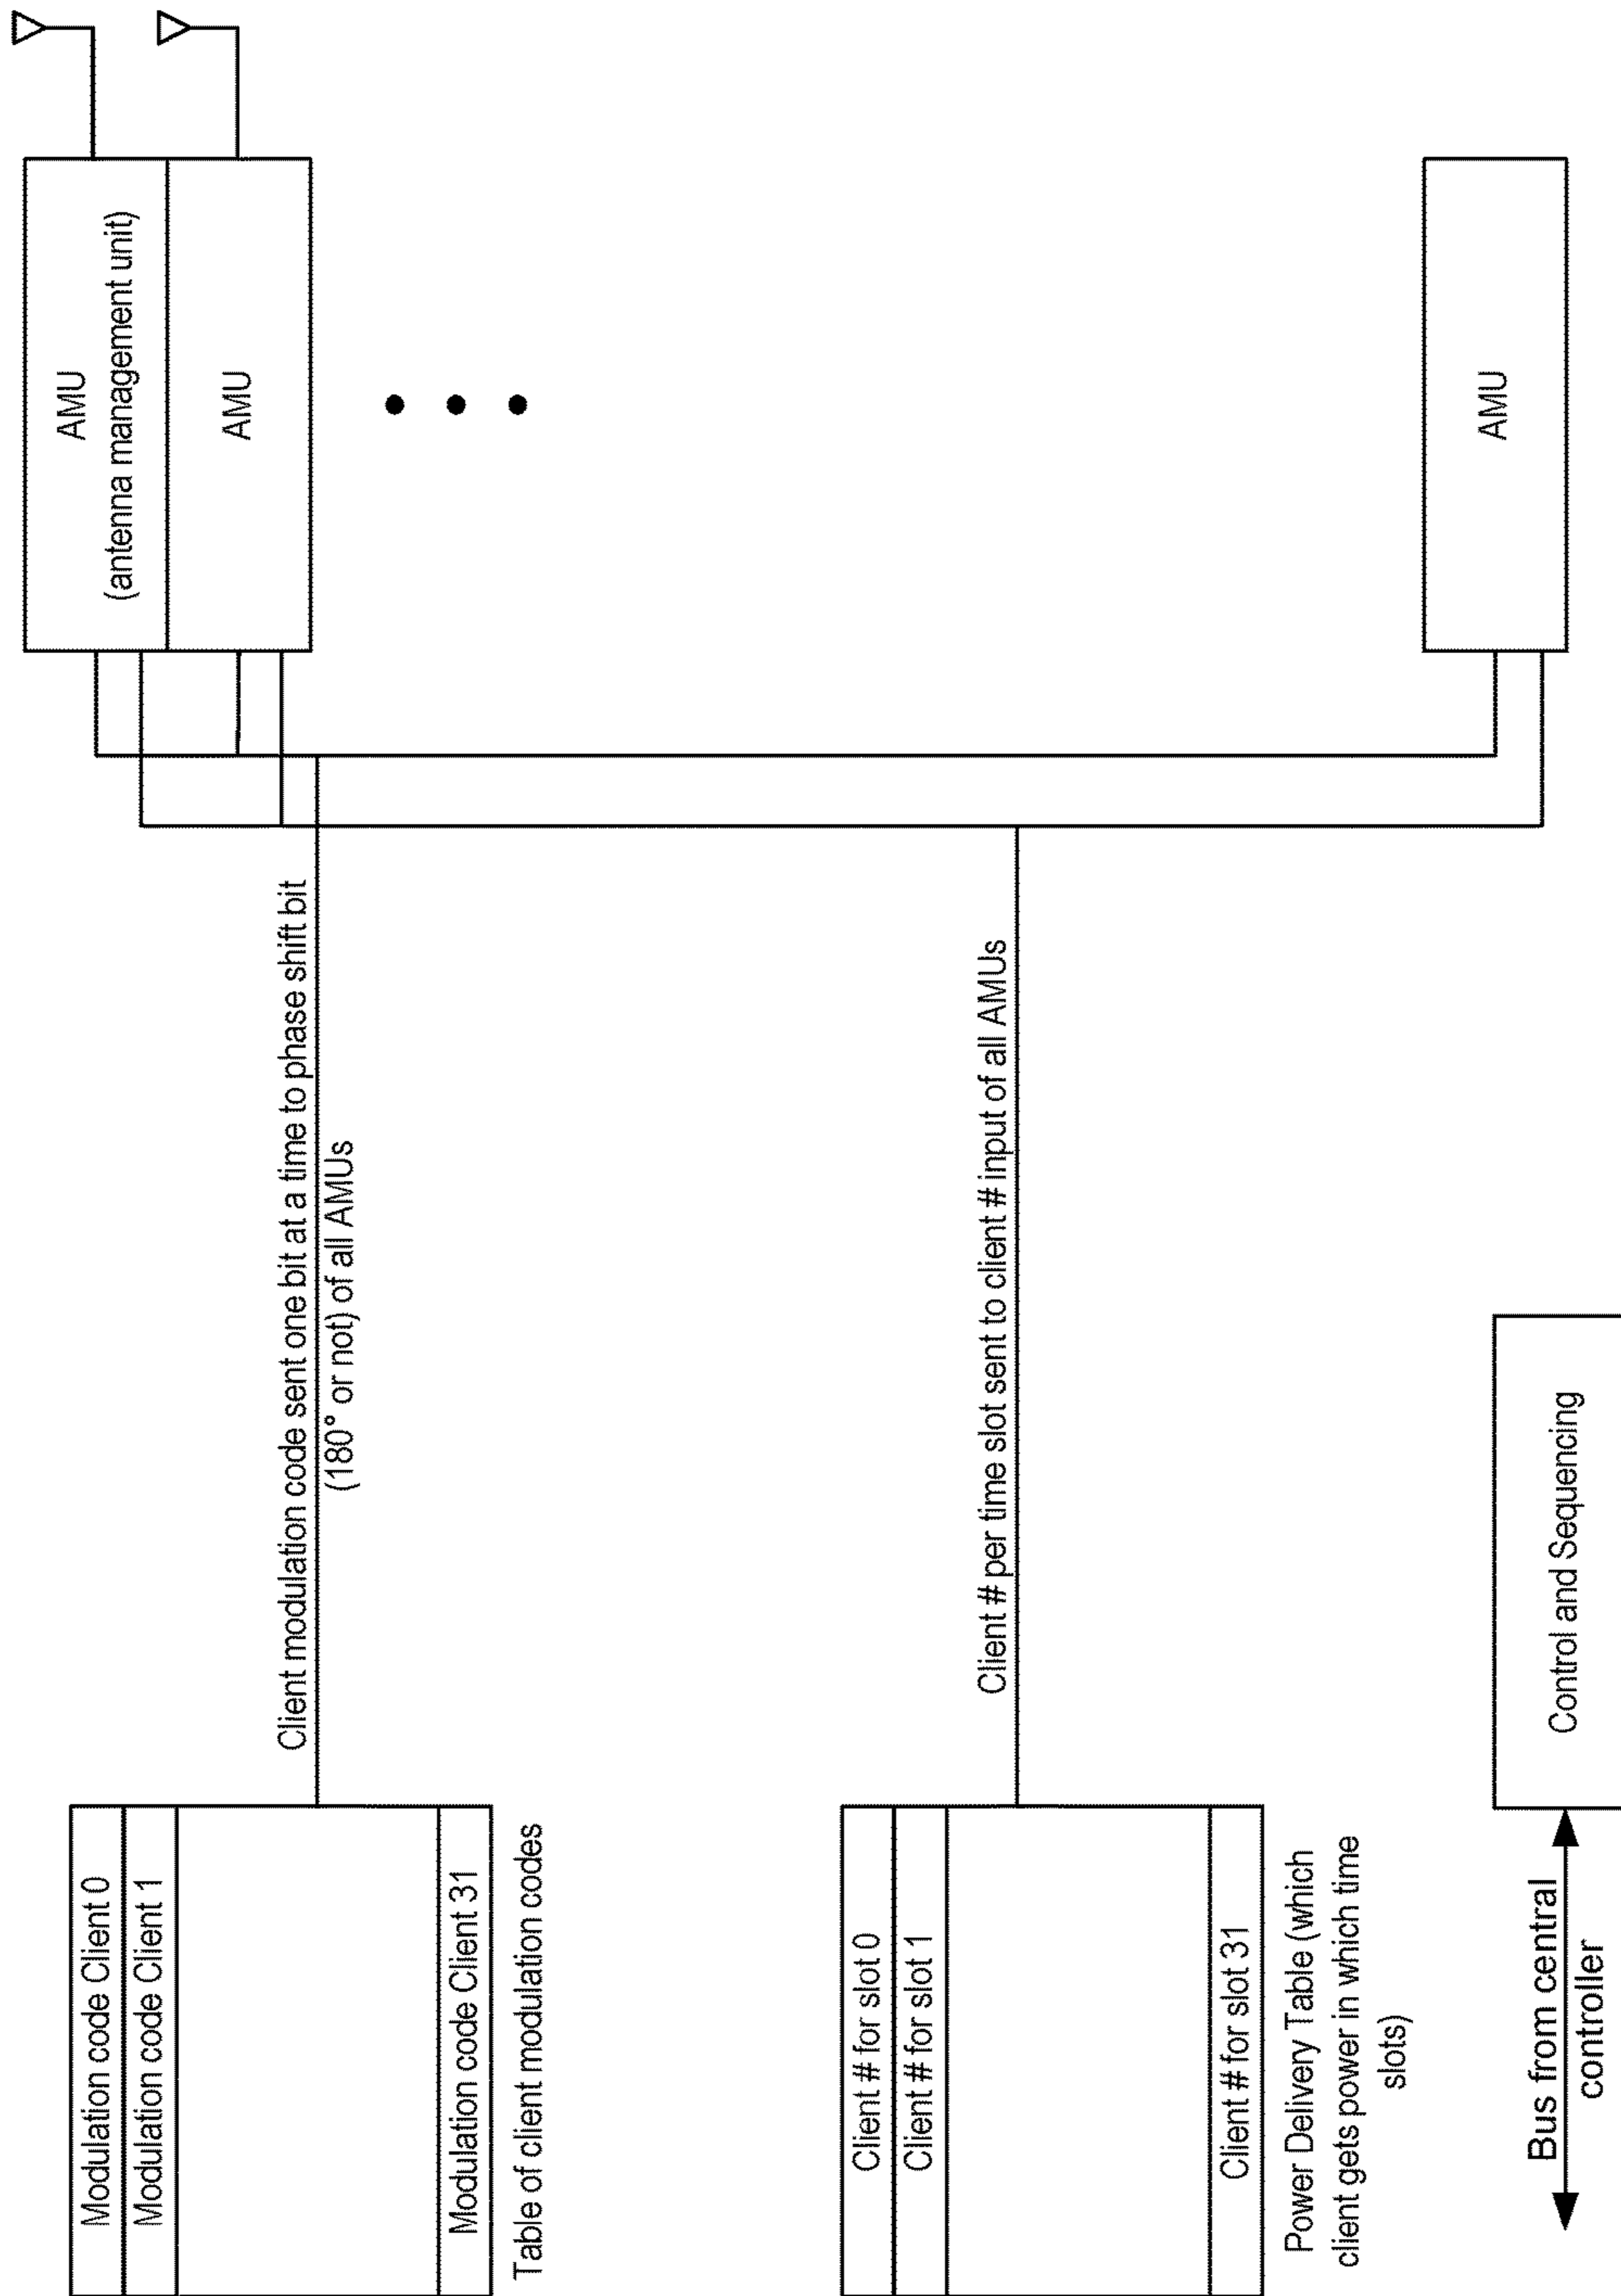 Modulation code Client 0
Modulation code Client 1
Modulation code Client 31
Table of client modulation codes
Client modulation code sent one bit at a time to phase shift bit
(180° or not) of all AMUs
AMU
(antenna management unit)
AMU
Client # for slot 0
Client # for slot 1
Client # for slot 31
Power Delivery Table (which
client gets power in which time
slots)
Client # per time slot sent to client # input of all AMUs
AMU
Bus from central
controller
Control and Sequencing